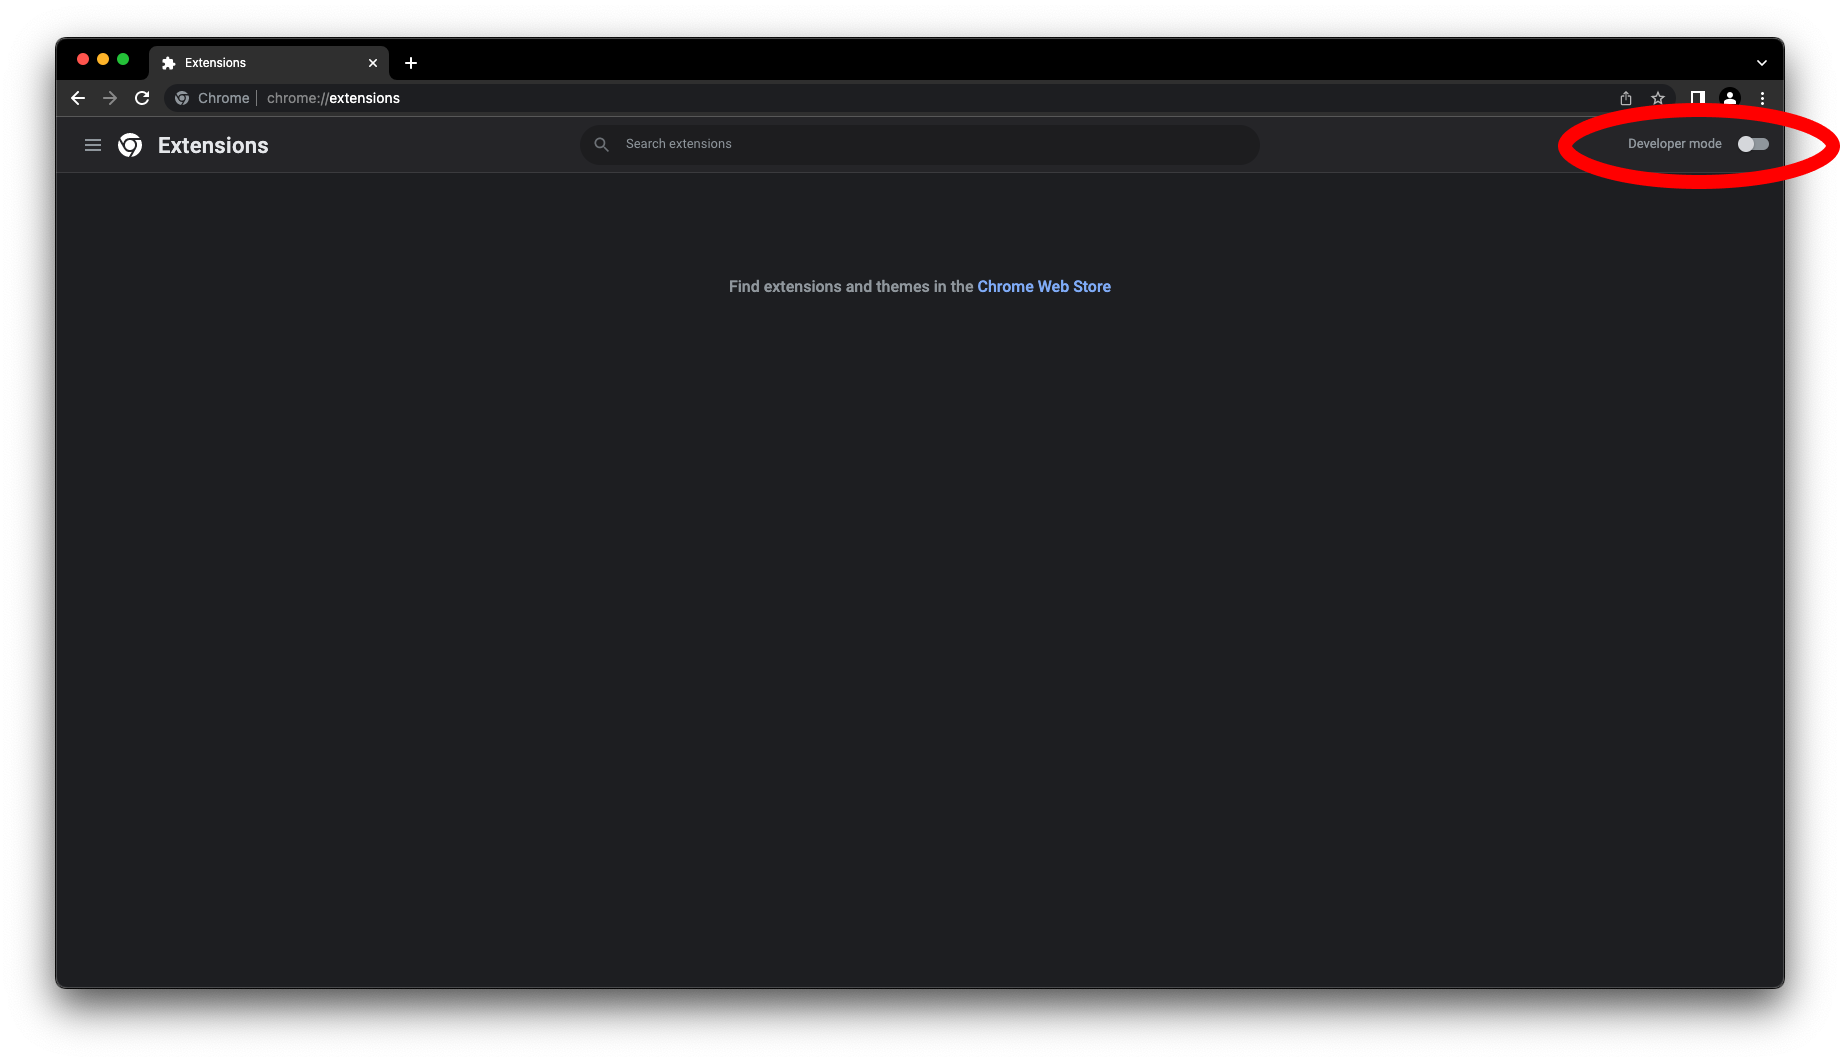 Extensions
Chrome | chrome://extensions
Extensions
Search extensions
Developer mode
Find extensions and themes in the Chrome Web Store